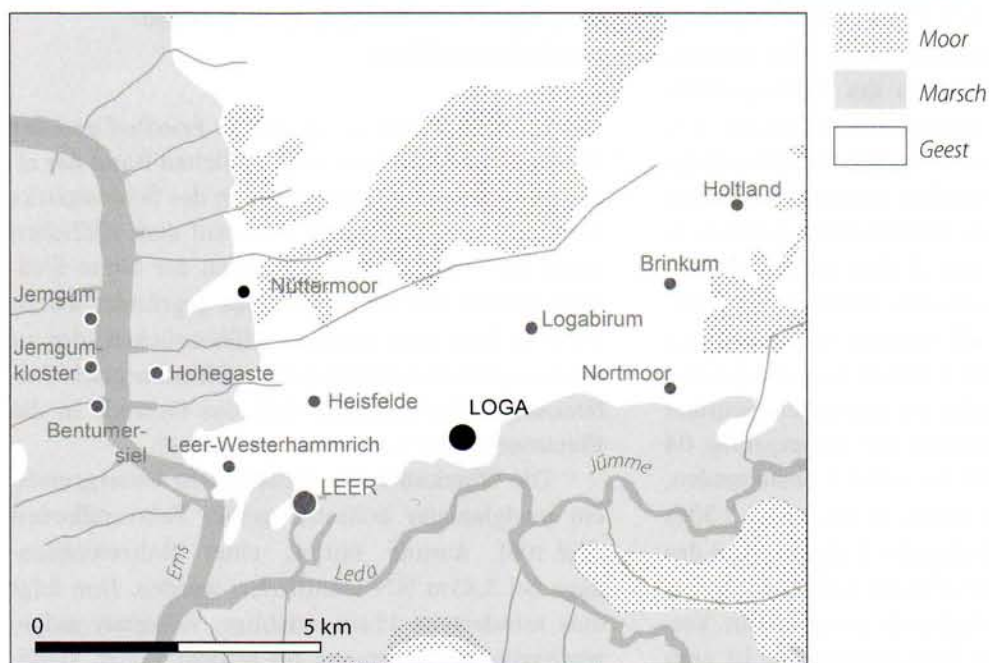 Moor
Marsch
Geest
Holtland
Brinkum
Nüttermoor
Jemgum
Logabirum
Jemgum-
kloster
Hohegaste
Nortmoor
Heisfelde
LOGA
Bentumer-
siel
Leer-Westerhammrich
LEER
Jümme
Ems
Leda
0 5 km